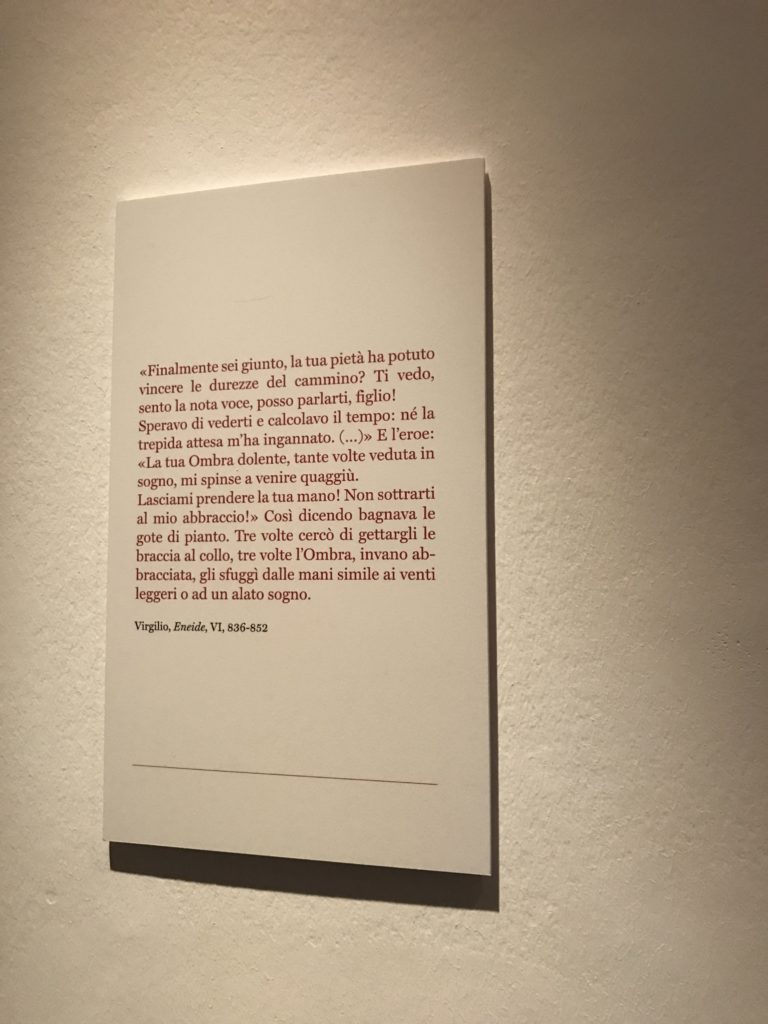 «Finalmente sei giunto, la tua pietà ha potuto
vincere le durezze del cammino? Ti vedo,
sento la nota voce, posso parlarti, figlio!
Speravo di vederti e calcolavo il tempo: né la
trepida attesa m’ha ingannato. (...)» E l’eroe:
«La tua Ombra dolente, tante volte veduta in
sogno, mi spinse a venire quaggiù.
Lasciami prendere la tua mano! Non sottrarti
al mio abbraccio!» Così dicendo bagnava le
gote di pianto. Tre volte cercò di gettargli le
braccia al collo, tre volte l’Ombra, invano ab-
bracciata, gli sfuggì dalle mani simile ai venti
leggeri o ad un alato sogno.
Virgilio, Eneide, VI, 836-852